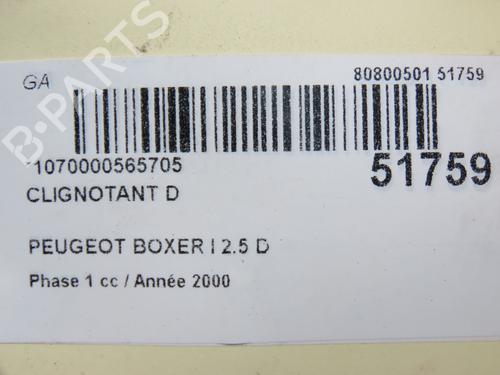 GA
80800501 51759
*1070000565705
51759
CLIGNOTANT D
PEUGEOT BOXER I 2.5 D
Phase 1 cc / Année 2000
B-PARTS